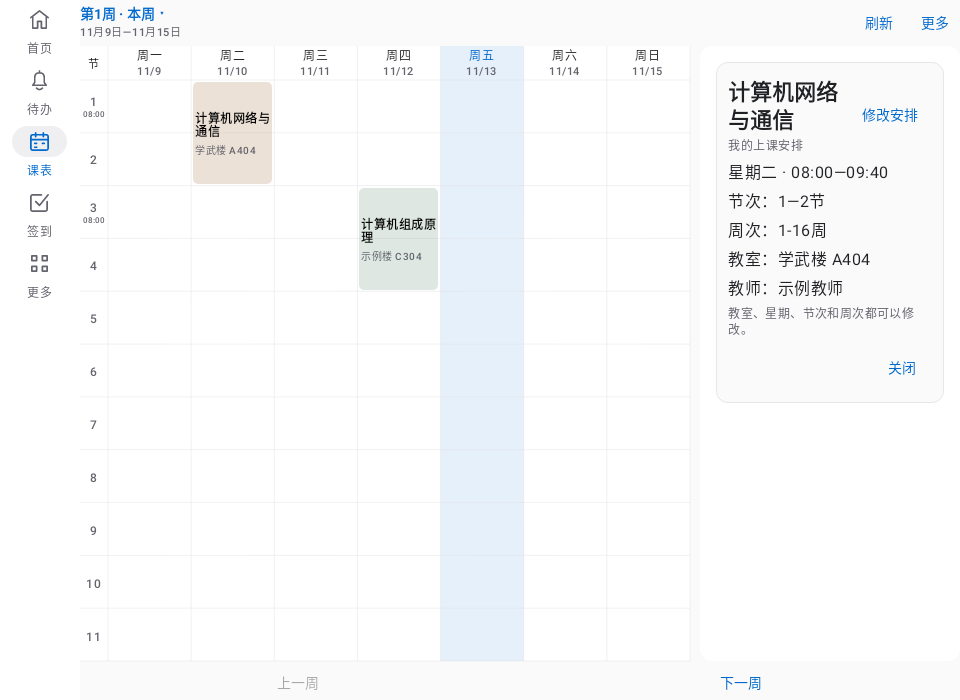 首页
待办
课表
签到
更多
第1周 · 本周 ·
11月9日—11月15日
刷新
更多
节
周一
11/9
周二
11/10
周三
11/11
周四
11/12
周五
11/13
周六
11/14
周日
11/15
1
08:00
2
3
08:00
4
5
6
7
8
9
10
11
计算机网络与
通信
学武楼 A404
计算机组成原
理
示例楼 C304
计算机网络
与通信
修改安排
我的上课安排
星期二 · 08:00—09:40
节次：1—2节
周次：1-16周
教室：学武楼 A404
教师：示例教师
教室、星期、节次和周次都可以修
改。
关闭
上一周
下一周